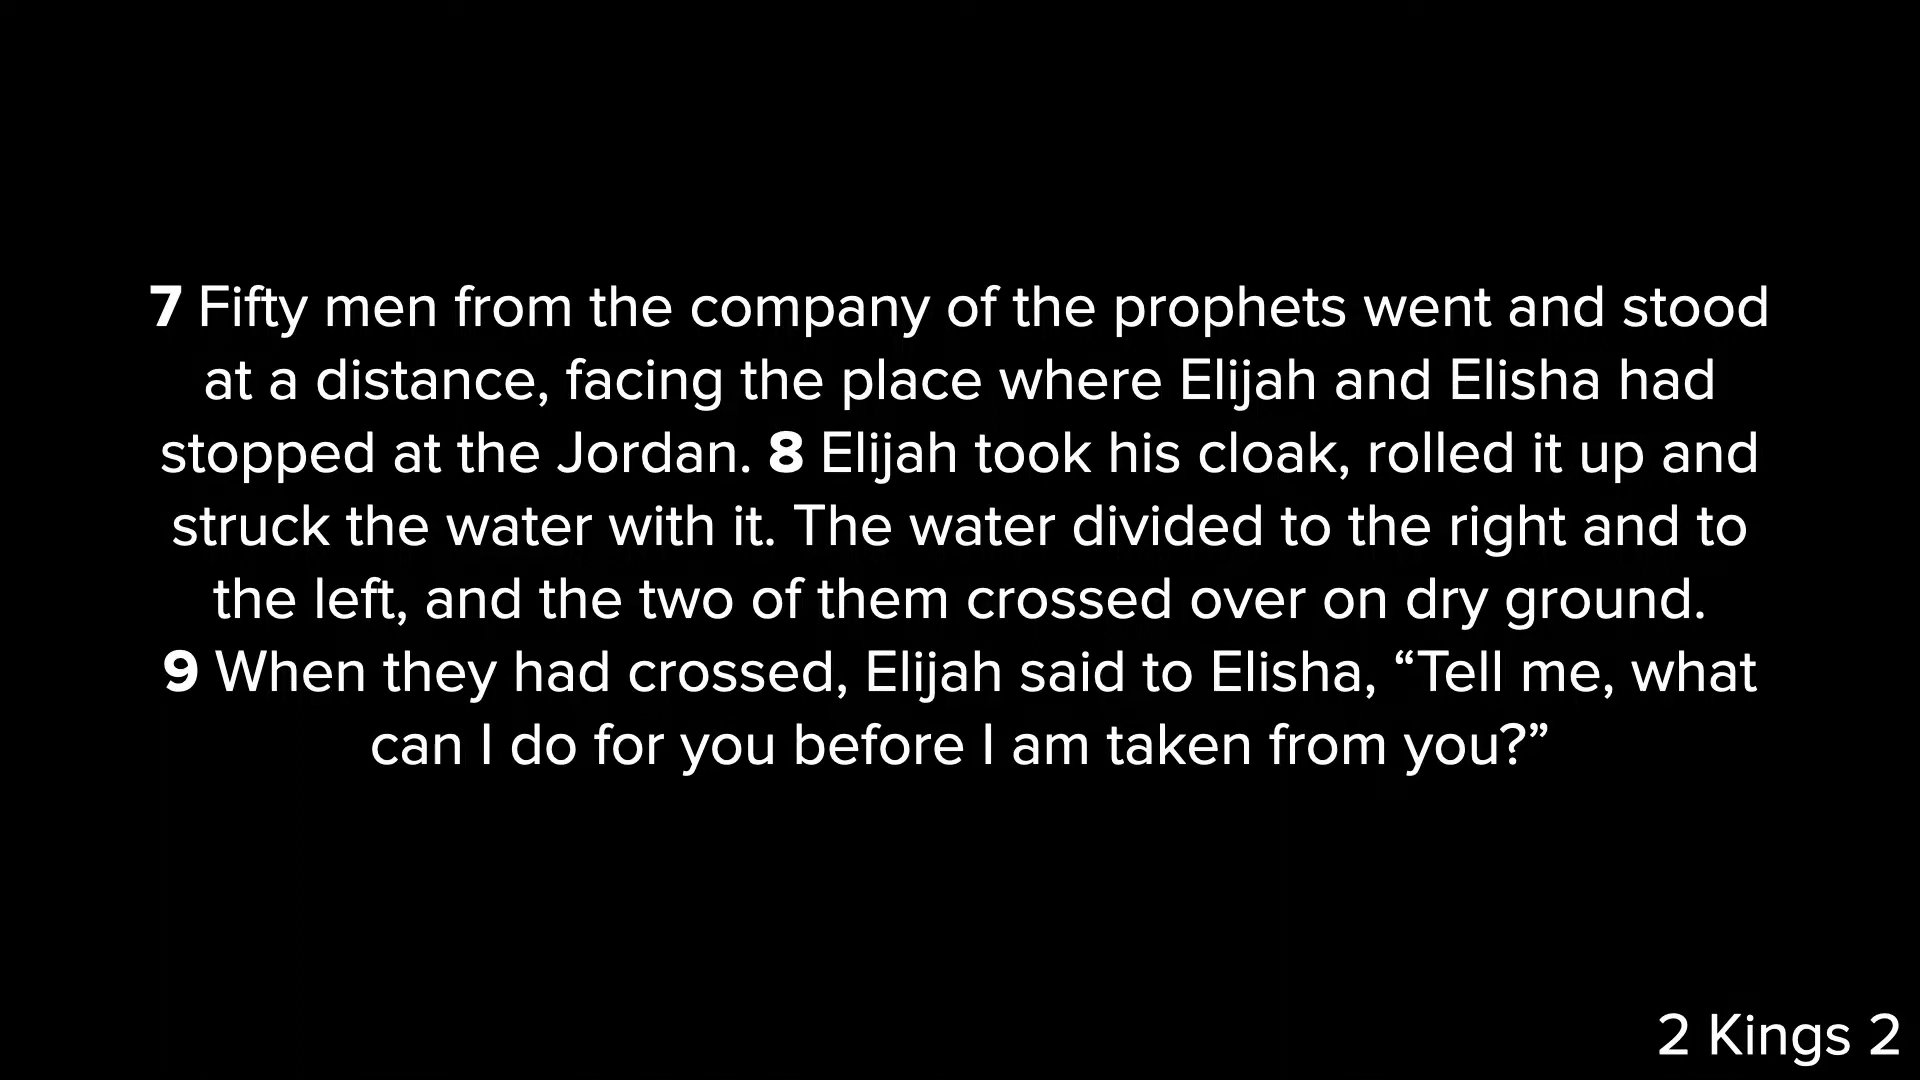 7 Fifty men from the company of the prophets went and stood
at a distance, facing the place where Elijah and Elisha had
stopped at the Jordan. 8 Elijah took his cloak, rolled it up and
struck the water with it. The water divided to the right and to
the left, and the two of them crossed over on dry ground.
9 When they had crossed, Elijah said to Elisha, “Tell me, what
can I do for you before I am taken from you?”
2 Kings 2